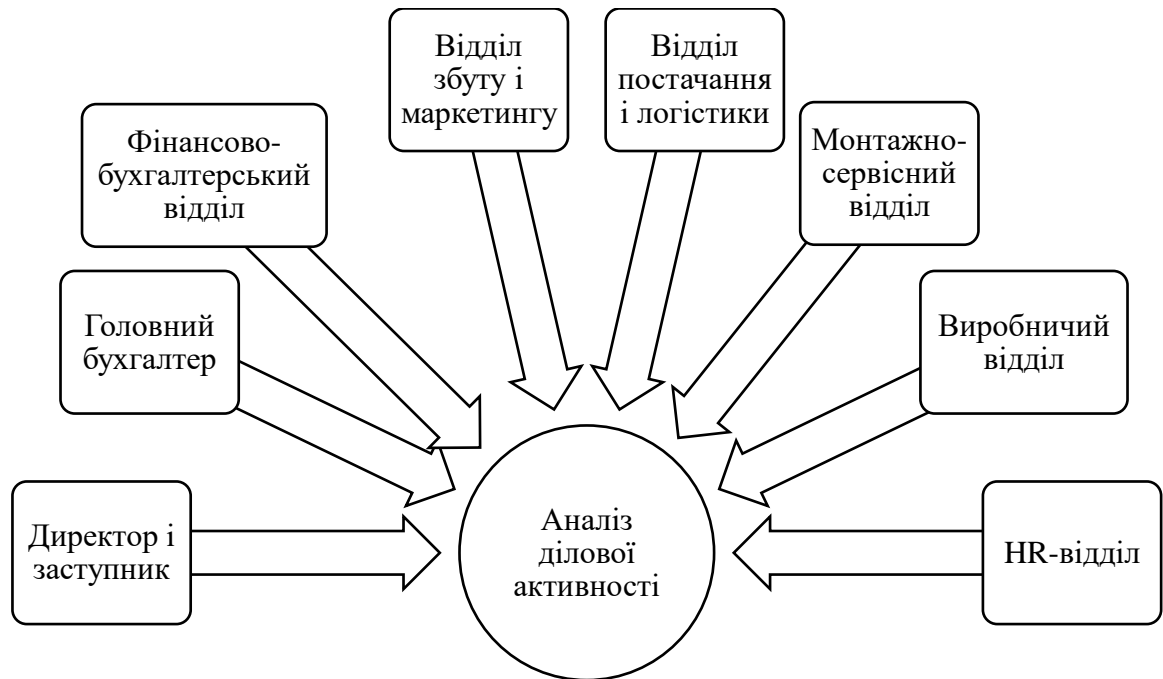 Відділ
збуту і
маркетингу
Відділ
постачання
і логістики
Фінансово-
бухгалтерський
відділ
Монтажно-
сервісний
відділ
Головний
бухгалтер
Виробничий
відділ
Директор і
заступник
Аналіз
ділової
активності
HR-відділ